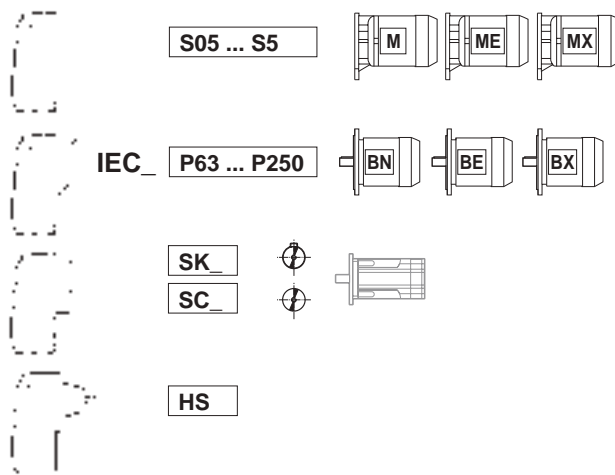 S05 ... S5 M ME MX
IEC_ P63 ... P250 BN BE BX
SK_
SC_
HS